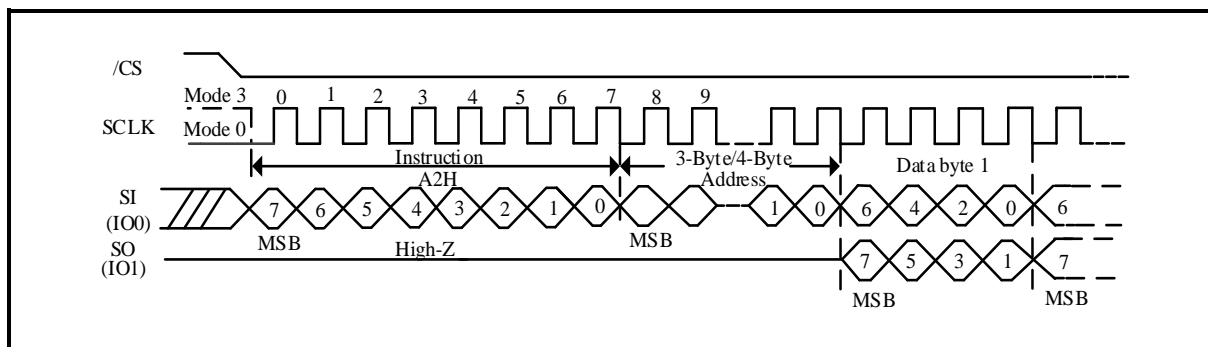 /CS
Mode 3 0 1 2 3 4 5 6 7 8 9
SCLK Mode 0
Instruction 3-Byte/4-Byte
A2H Address Data byte 1
SI
(IO0) 7 6 5 4 3 2 1 0 1 0 6 4 2 0 6
MSB MSB
SO High-Z
(IO1) 7 5 3 1 7
MSB MSB